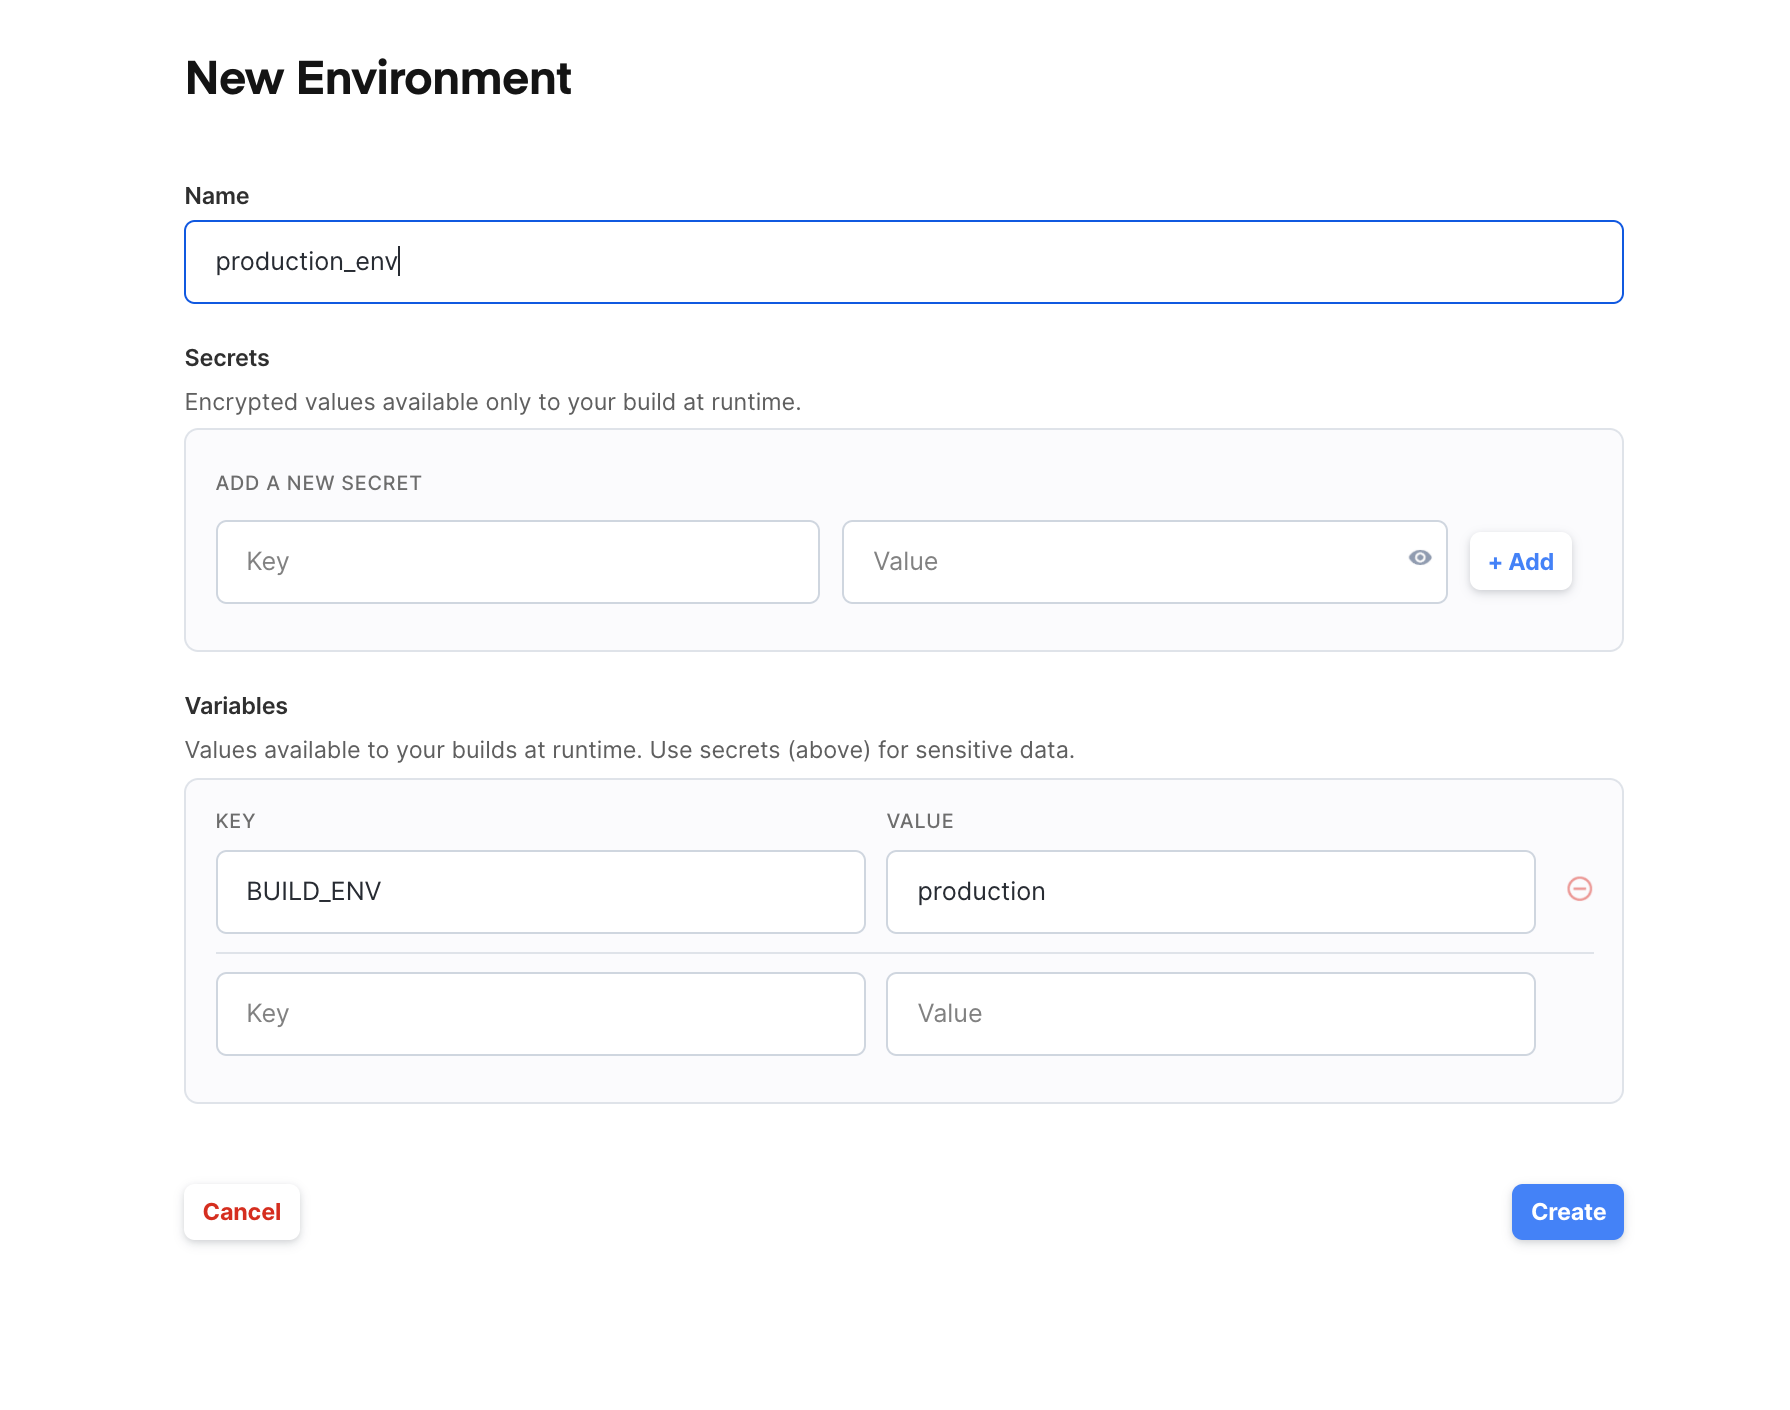 New Environment
Name
production_env
Secrets
Encrypted values available only to your build at runtime.
ADD A NEW SECRET
Key Value + Add
Variables
Values available to your builds at runtime. Use secrets (above) for sensitive data.
KEY VALUE
BUILD_ENV production
Key Value
Cancel Create